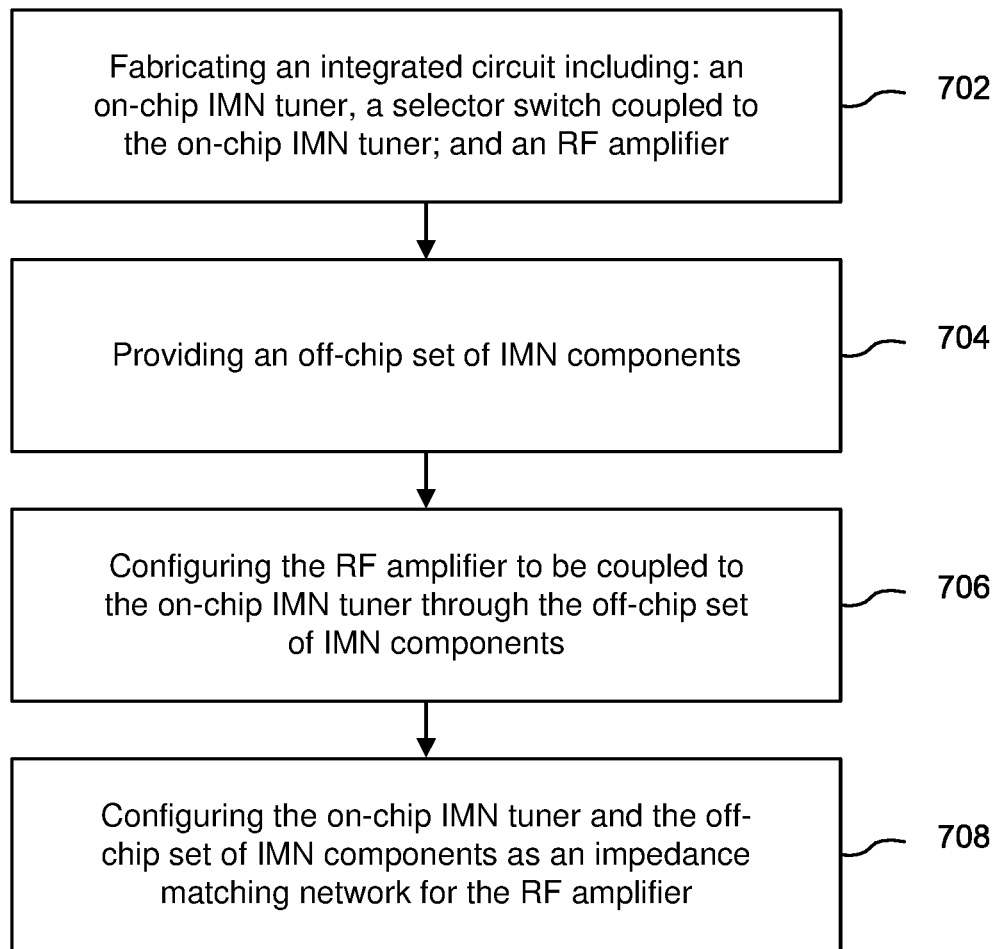 Fabricating an integrated circuit including: an
on-chip IMN tuner, a selector switch coupled to
the on-chip IMN tuner; and an RF amplifier
702
Providing an off-chip set of IMN components
704
Configuring the RF amplifier to be coupled to
the on-chip IMN tuner through the off-chip set
of IMN components
706
Configuring the on-chip IMN tuner and the off-
chip set of IMN components as an impedance
matching network for the RF amplifier
708